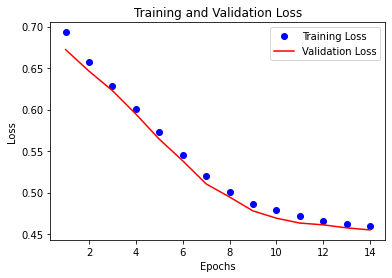 Training and Validation Loss
Training Loss
Validation Loss
0.70
0.65
0.60
0.55
0.50
0.45
Loss
2 4 6 8 10 12 14
Epochs